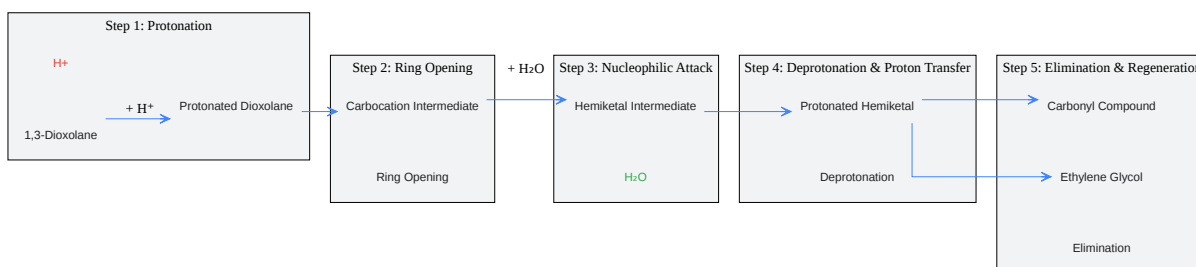 Step 1: Protonation
H+
+ H⁺
Protonated Dioxolane
1,3-Dioxolane
Step 2: Ring Opening
Carbocation Intermediate
Ring Opening
+ H₂O
Step 3: Nucleophilic Attack
Hemiketal Intermediate
H₂O
Step 4: Deprotonation & Proton Transfer
Protonated Hemiketal
Deprotonation
Step 5: Elimination & Regeneration
Carbonyl Compound
Ethylene Glycol
Elimination